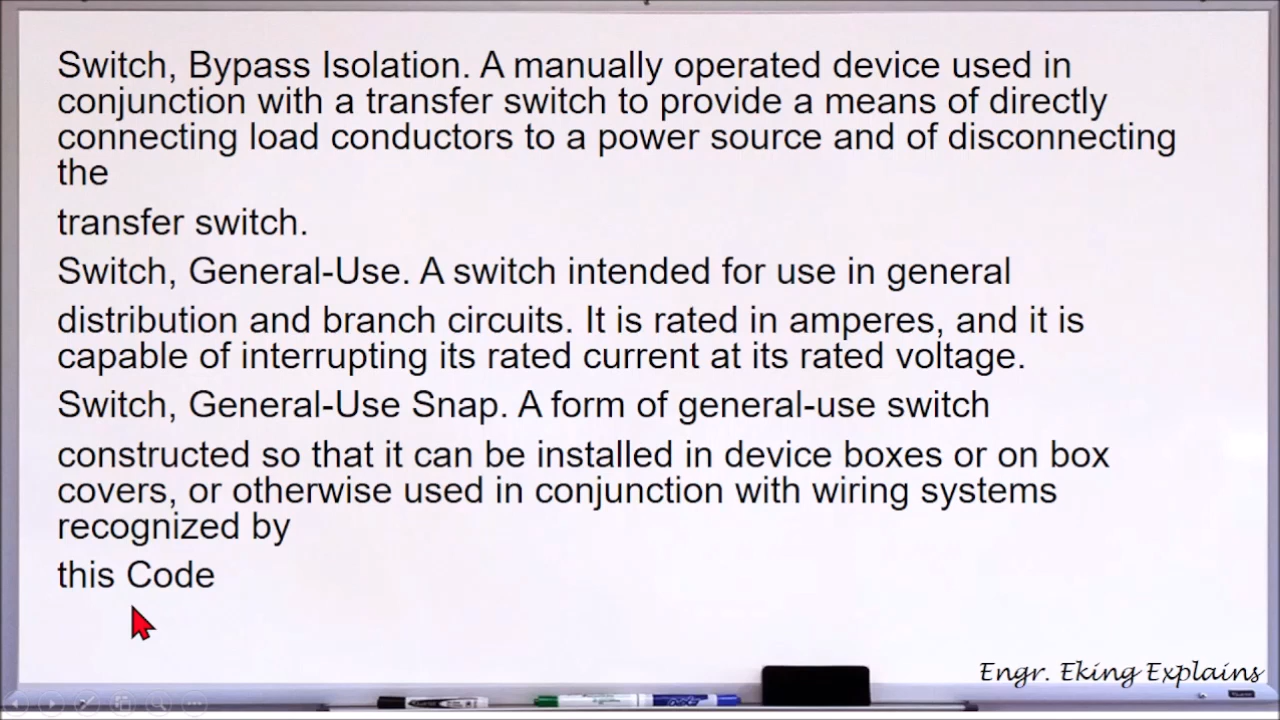 Switch, Bypass Isolation. A manually operated device used in
conjunction with a transfer switch to provide a means of directly
connecting load conductors to a power source and of disconnecting
the
transfer switch.
Switch, General-Use. A switch intended for use in general
distribution and branch circuits. It is rated in amperes, and it is
capable of interrupting its rated current at its rated voltage.
Switch, General-Use Snap. A form of general-use switch
constructed so that it can be installed in device boxes or on box
covers, or otherwise used in conjunction with wiring systems
recognized by
this Code
Engr. Eking Explains